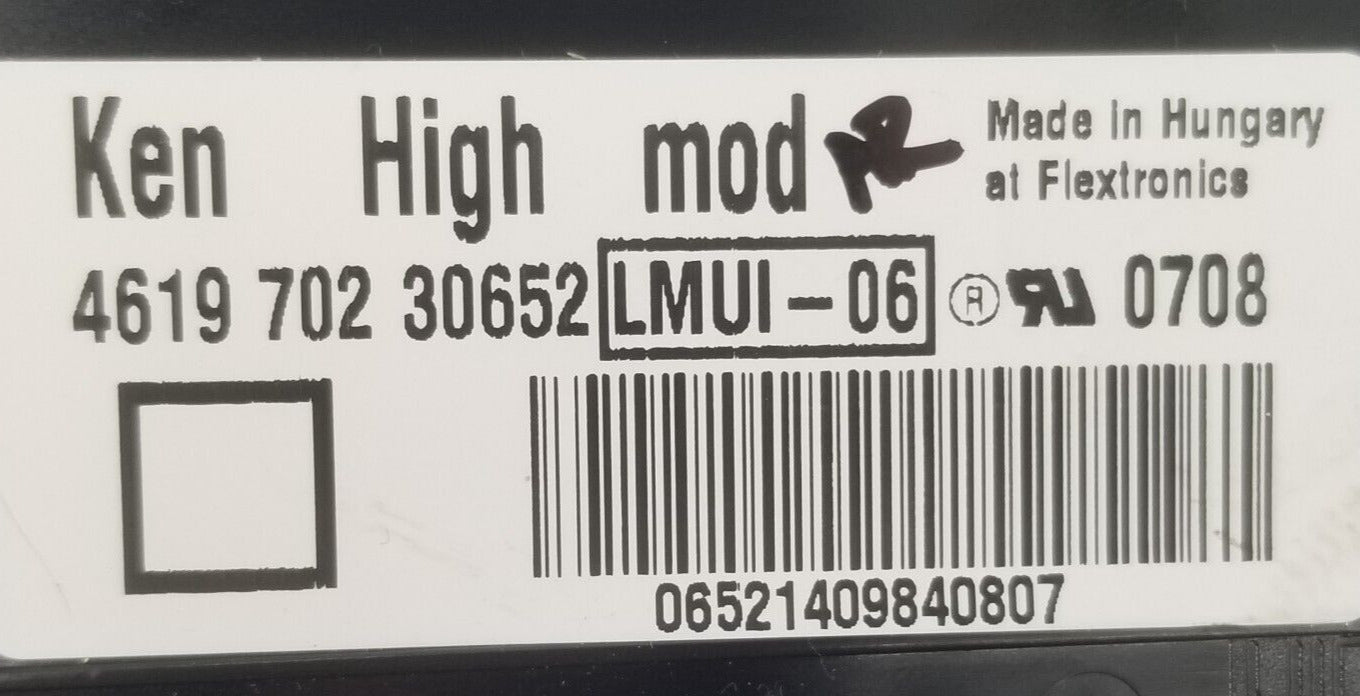 Ken High mod
Made in Hungary
at Flextronics
4619 702 30652 LMUI-06 ® 0708
06521409840807